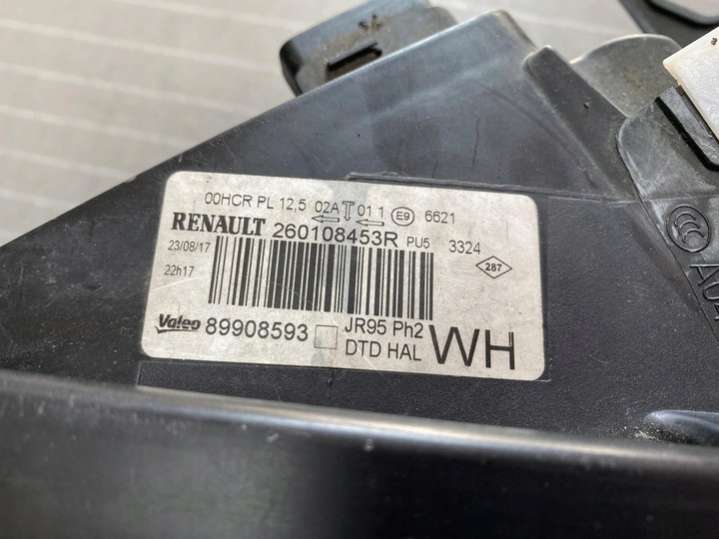 00HCR PL 12,5 02A T 01 1 E9 6621
RENAULT 260108453R PU5 3324
23/08/17
22h17
287
Valeo 89908593 JR95 Ph2
DTD HAL WH
CCC